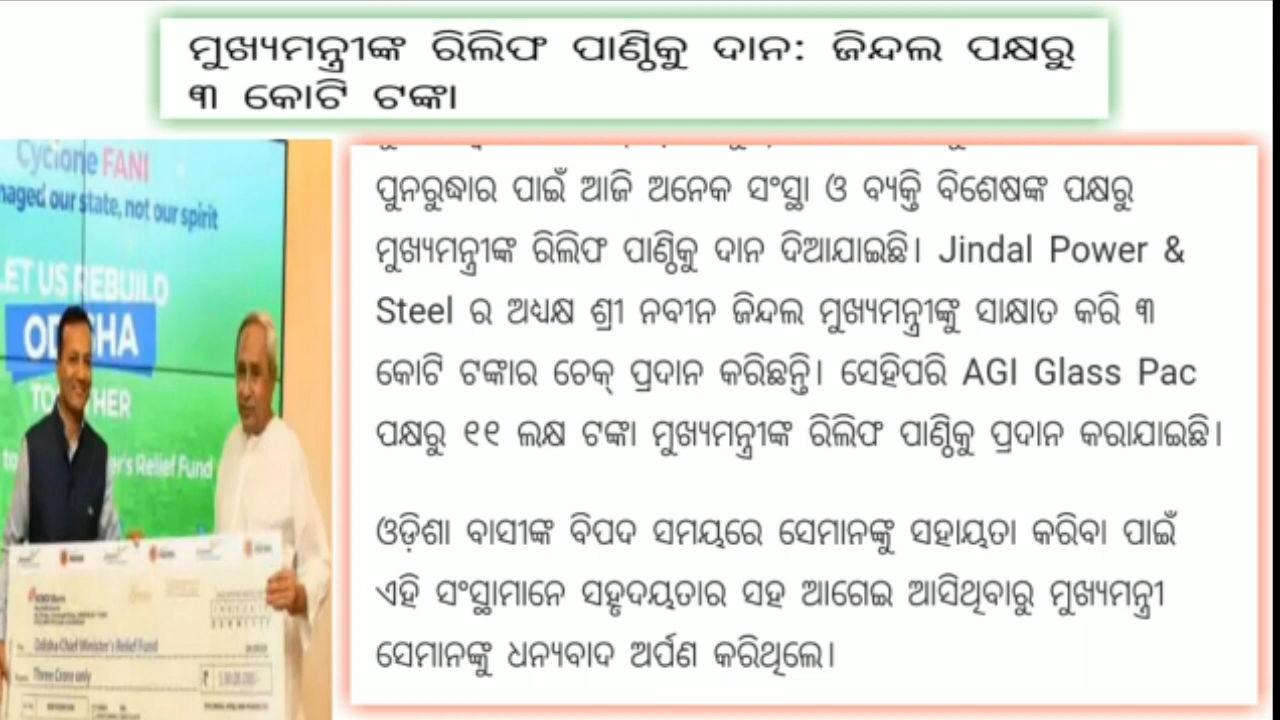 ମୁଖ୍ୟମନ୍ତ୍ରୀଙ୍କ ରିଲିଫ ପାଣ୍ଠିକୁ ଦାନ: ଜିନ୍ଦଲ ପକ୍ଷରୁ
୩ କୋଟି ଟଙ୍କା
Cyclone FANI
maged our state, not our spirit
LET US REBUILD
ODISHA
er's Relief Fund
Odisha Chief Minister's Relief Fund
Three Crore only
ପୁନରୁଦ୍ଧାର ପାଇଁ ଆଜି ଅନେକ ସଂସ୍ଥା ଓ ବ୍ୟକ୍ତି ବିଶେଷଙ୍କ ପକ୍ଷରୁ
ମୁଖ୍ୟମନ୍ତ୍ରୀଙ୍କ ରିଲିଫ ପାଣ୍ଠିକୁ ଦାନ ଦିଆଯାଇଛି। Jindal Power &
Steel ର ଅଧ୍ୟକ୍ଷ ଶ୍ରୀ ନବୀନ ଜିନ୍ଦଲ ମୁଖ୍ୟମନ୍ତ୍ରୀଙ୍କୁ ସାକ୍ଷାତ କରି ୩
କୋଟି ଟଙ୍କାର ଚେକ୍ ପ୍ରଦାନ କରିଛନ୍ତି। ସେହିପରି AGI Glass Pac
ପକ୍ଷରୁ ୧୧ ଲକ୍ଷ ଟଙ୍କା ମୁଖ୍ୟମନ୍ତ୍ରୀଙ୍କ ରିଲିଫ ପାଣ୍ଠିକୁ ପ୍ରଦାନ କରାଯାଇଛି।
ଓଡ଼ିଶା ବାସୀଙ୍କ ବିପଦ ସମୟରେ ସେମାନଙ୍କୁ ସହାୟତା କରିବା ପାଇଁ
ଏହି ସଂସ୍ଥାମାନେ ସହୃଦୟତାର ସହ ଆଗେଇ ଆସିଥିବାରୁ ମୁଖ୍ୟମନ୍ତ୍ରୀ
ସେମାନଙ୍କୁ ଧନ୍ୟବାଦ ଅର୍ପଣ କରିଥିଲେ।